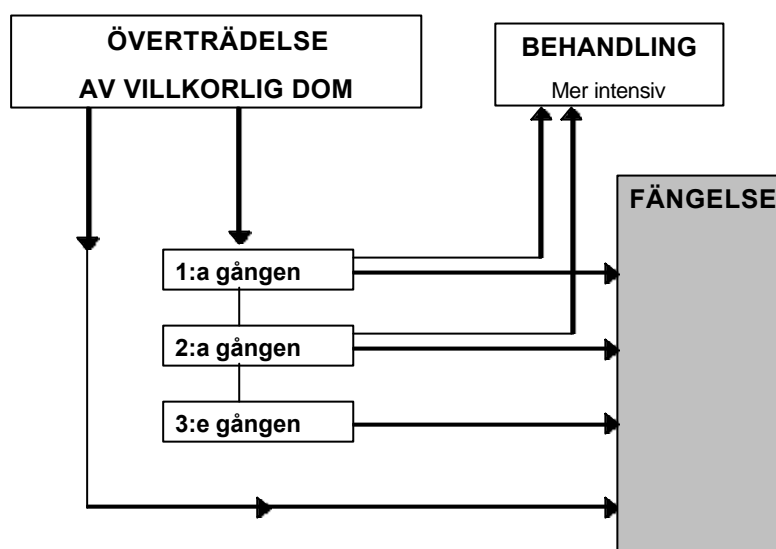 ÖVERTRÄDELSE
AV VILLKORLIG DOM
BEHANDLING
Mer intensiv
FÄNGELSE
1:a gången
2:a gången
3:e gången